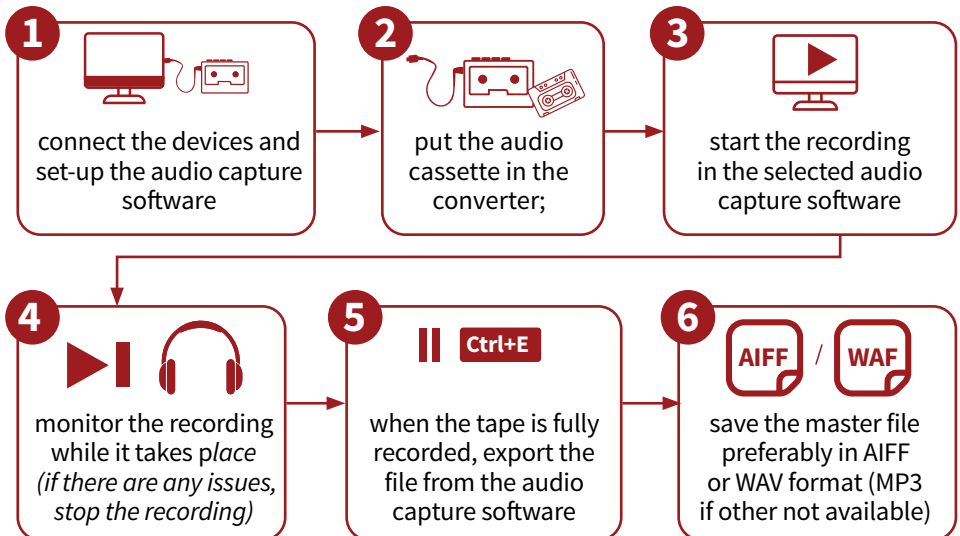 1
connect the devices and
set-up the audio capture
software
2
put the audio
cassette in the
converter;
3
start the recording
in the selected audio
capture software
4
monitor the recording
while it takes place
(if there are any issues,
stop the recording)
5
Ctrl+E
when the tape is fully
recorded, export the
file from the audio
capture software
6
AIFF / WAF
save the master file
preferably in AIFF
or WAV format (MP3
if other not available)